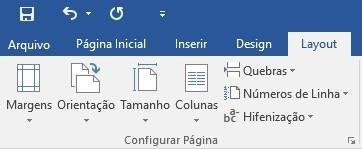 Arquivo Página Inicial Inserir Design Layout
Margens Orientação Tamanho Colunas
Quebras
Números de Linha
Hifenização
Configurar Página